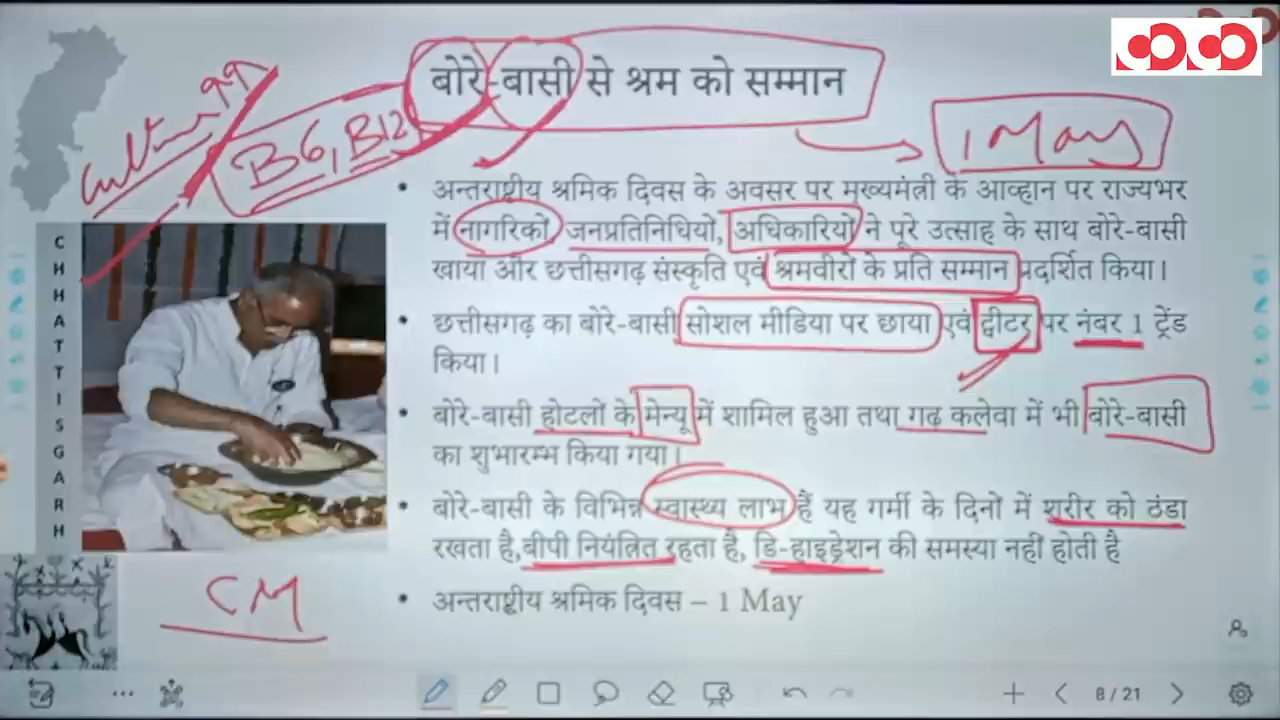 बोरे-बासी से श्रम को सम्मान
culture
B6, B12
1 May
अन्तराष्ट्रीय श्रमिक दिवस के अवसर पर मुख्यमंत्री के आव्हान पर राज्यभर
में नागरिकों, जनप्रतिनिधियों, अधिकारियों ने पूरे उत्साह के साथ बोरे-बासी
खाया और छत्तीसगढ़ संस्कृति एवं श्रमवीरों के प्रति सम्मान प्रदर्शित किया।
छत्तीसगढ़ का बोरे-बासी सोशल मीडिया पर छाया एवं ट्वीटर पर नंबर 1 ट्रेंड
किया।
बोरे-बासी होटलों के मेन्यू में शामिल हुआ तथा गढ़ कलेवा में भी बोरे-बासी
का शुभारम्भ किया गया।
बोरे-बासी के विभिन्न स्वास्थ्य लाभ हैं यह गर्मी के दिनों में शरीर को ठंडा
रखता है, बीपी नियंत्रित रहता है, डि-हाइड्रेशन की समस्या नहीं होती है
अन्तराष्ट्रीय श्रमिक दिवस – 1 May
CHHATTISGARH
CM
8 / 21